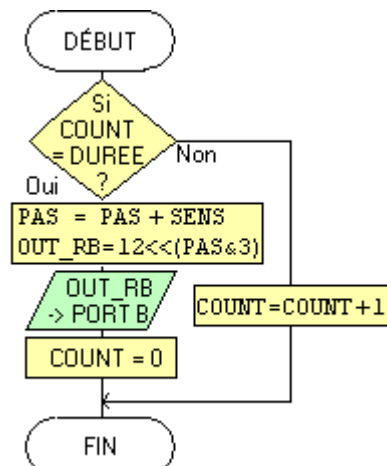 DÉBUT
Si
COUNT
= DUREE
?
Non
Oui
PAS = PAS + SENS
OUT_RB=12<<(PAS&3)
OUT_RB
-> PORT B
COUNT=COUNT+1
COUNT = 0
FIN